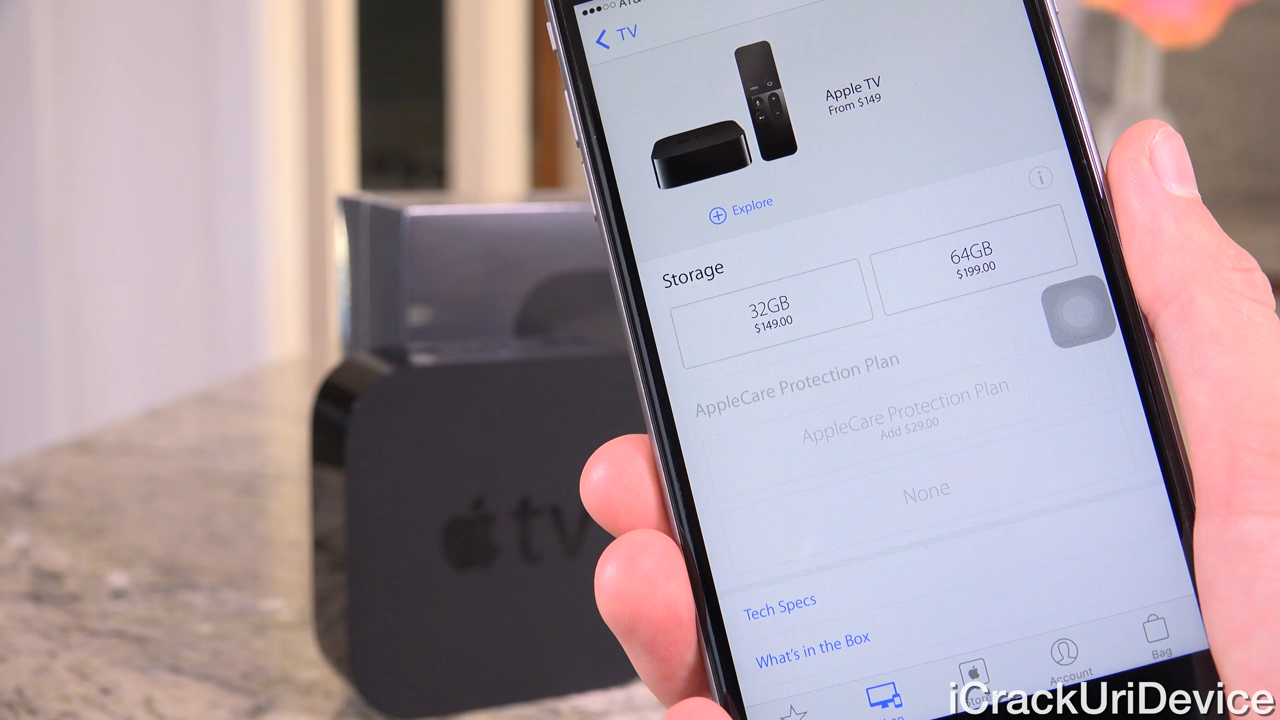 TV
Apple TV
From $149
Explore
Storage
32GB
$149.00
64GB
$199.00
AppleCare Protection Plan
AppleCare Protection Plan
Add $29.00
None
Tech Specs
What's in the Box
Account
Bag
tv
iCrackUriDevice